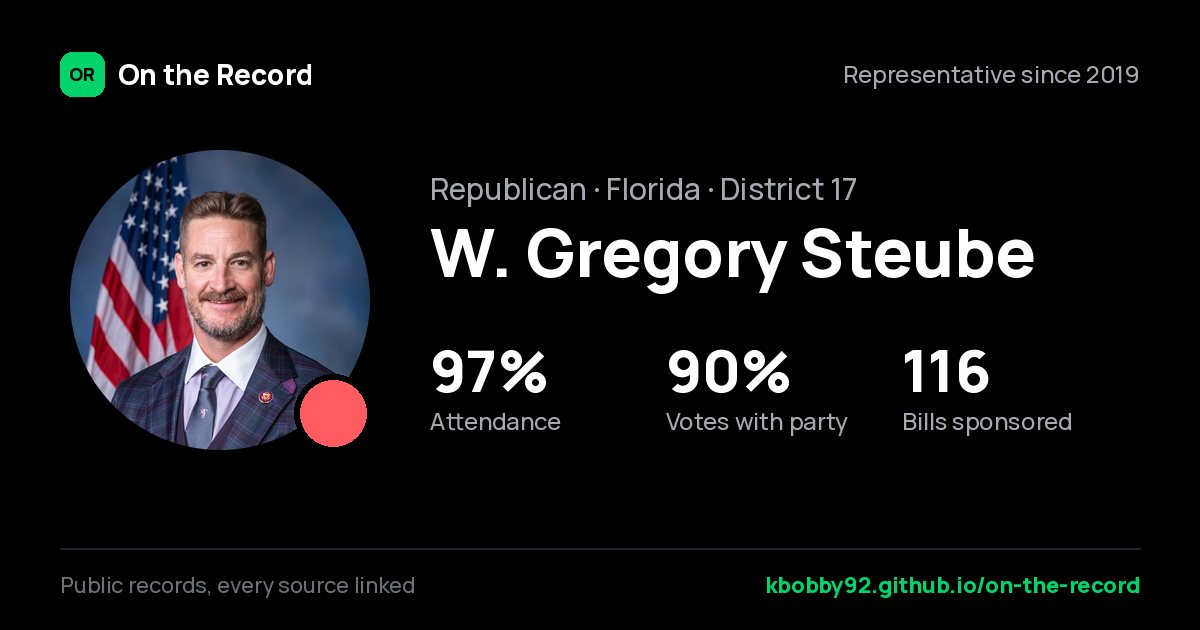 OR On the Record
Representative since 2019
Republican · Florida · District 17
W. Gregory Steube
97% 90% 116
Attendance Votes with party Bills sponsored
Public records, every source linked
kbobby92.github.io/on-the-record